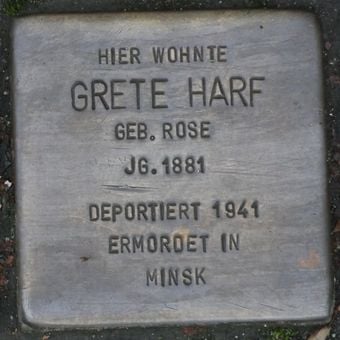 HIER WOHNTE
GRETE HARF
GEB. ROSE
JG. 1881
DEPORTIERT 1941
ERMORDET IN
MINSK